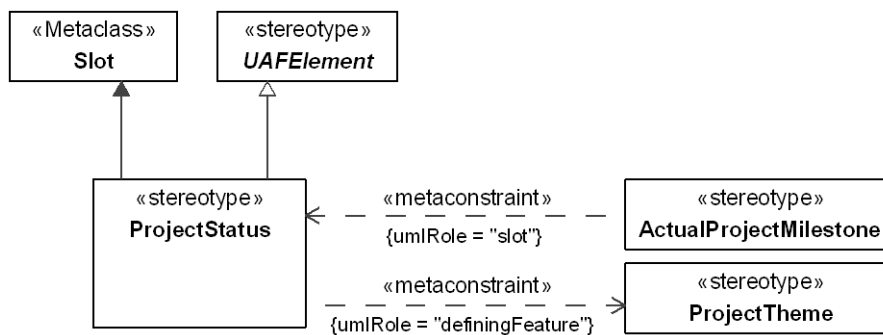 «Metaclass»
Slot
«stereotype»
UAFElement
«stereotype»
ProjectStatus
«metaconstraint»
{umlRole = "slot"}
«stereotype»
ActualProjectMilestone
«metaconstraint»
{umlRole = "definingFeature"}
«stereotype»
ProjectTheme